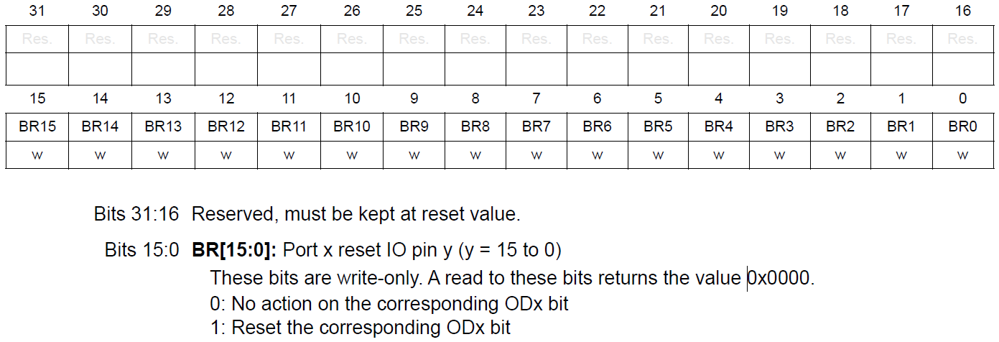 31 30 29 28 27 26 25 24 23 22 21 20 19 18 17 16
Res. Res. Res. Res. Res. Res. Res. Res. Res. Res. Res. Res. Res. Res. Res. Res.
15 14 13 12 11 10 9 8 7 6 5 4 3 2 1 0
BR15 BR14 BR13 BR12 BR11 BR10 BR9 BR8 BR7 BR6 BR5 BR4 BR3 BR2 BR1 BR0
w w w w w w w w w w w w w w w w
Bits 31:16 Reserved, must be kept at reset value.
Bits 15:0 BR[15:0]: Port x reset IO pin y (y = 15 to 0)
These bits are write-only. A read to these bits returns the value 0x0000.
0: No action on the corresponding ODx bit
1: Reset the corresponding ODx bit